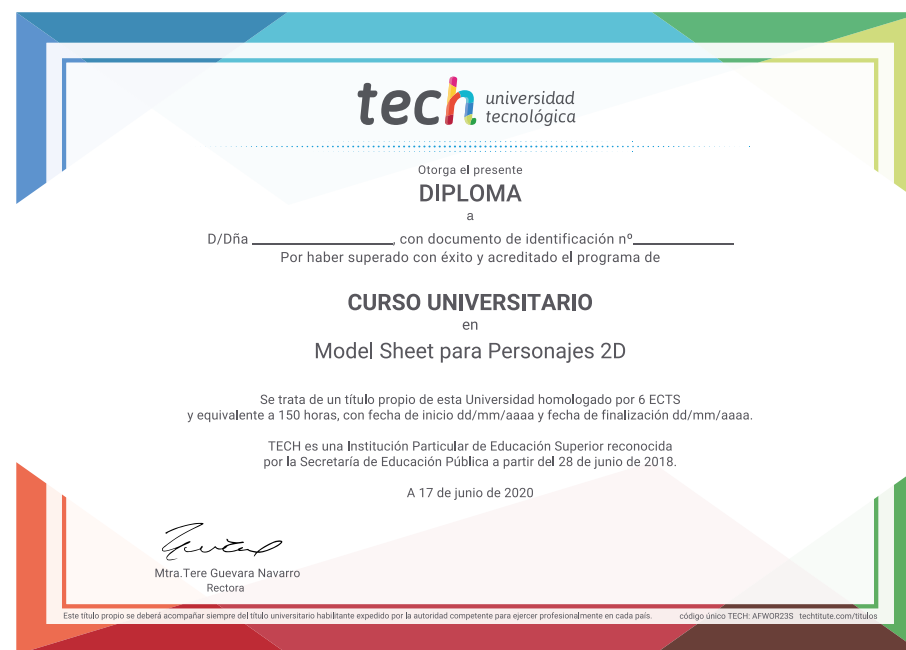 tech universidad
tecnológica
Otorga el presente
DIPLOMA
a
D/Dña ____________________, con documento de identificación nº______________
Por haber superado con éxito y acreditado el programa de
CURSO UNIVERSITARIO
en
Model Sheet para Personajes 2D
Se trata de un título propio de esta Universidad homologado por 6 ECTS
y equivalente a 150 horas, con fecha de inicio dd/mm/aaaa y fecha de finalización dd/mm/aaaa.
TECH es una Institución Particular de Educación Superior reconocida
por la Secretaría de Educación Pública a partir del 28 de junio de 2018.
A 17 de junio de 2020
Mtra.Tere Guevara Navarro
Rectora
Este título propio se deberá acompañar siempre del título universitario habilitante expedido por la autoridad competente para ejercer profesionalmente en cada país. código único TECH: AFWOR23S techtitute.com/titulos